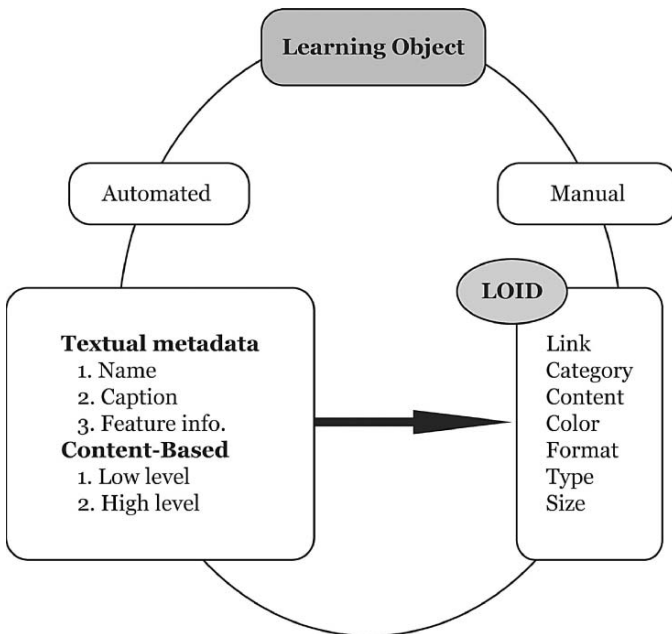 Learning Object
Automated
Manual
Textual metadata
1. Name
2. Caption
3. Feature info.
Content-Based
1. Low level
2. High level
LOID
Link
Category
Content
Color
Format
Type
Size